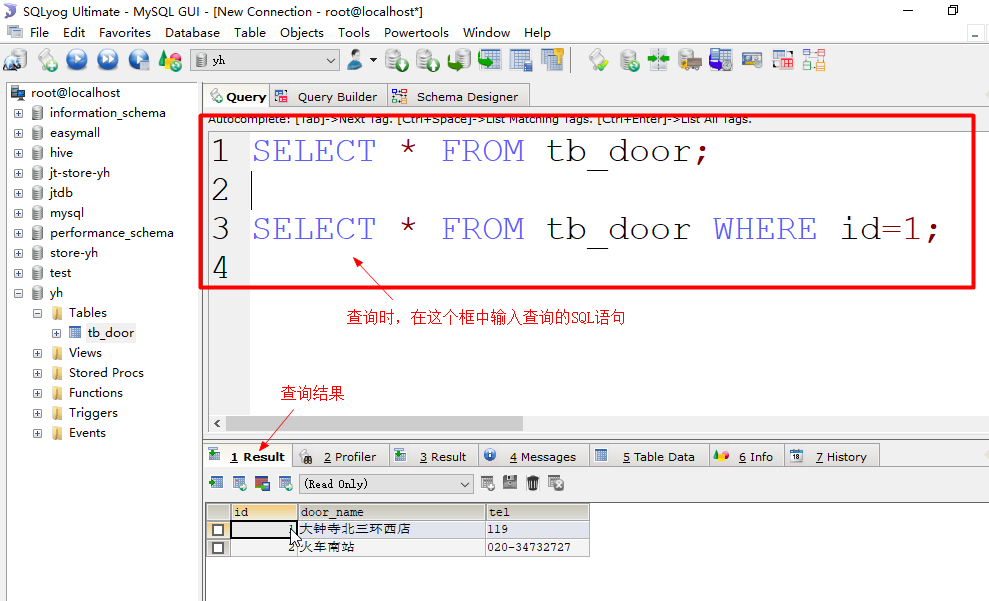 SQLyog Ultimate - MySQL GUI - [New Connection - root@localhost*]
File Edit Favorites Database Table Objects Tools Powertools Window Help
yh
root@localhost
information_schema
easymall
hive
jt-store-yh
jtdb
mysql
performance_schema
store-yh
test
yh
Tables
tb_door
Views
Stored Procs
Functions
Triggers
Events
Query Query Builder Schema Designer
Autocomplete: [Tab]->Next Tag. [Ctrl+Space]->List Matching Tags. [Ctrl+Enter]->List All Tags.
1 SELECT * FROM tb_door;
2
3 SELECT * FROM tb_door WHERE id=1;
4
查询时，在这个框中输入查询的SQL语句
查询结果
1 Result 2 Profiler 3 Result 4 Messages 5 Table Data 6 Info 18 7 History
(Read Only)
id door_name tel
1 大钟寺北三环西店 119
2 火车南站 020-34732727